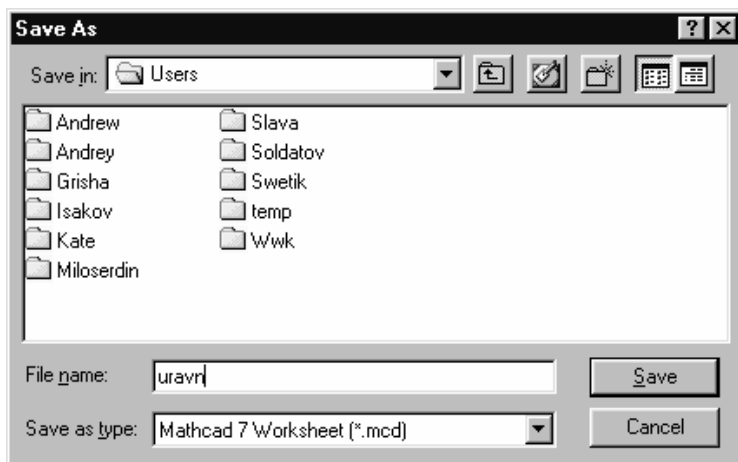 Save As
Save in: Users
Andrew Slava
Andrey Soldatov
Grisha Swetik
Isakov temp
Kate Wwk
Miloserdin
File name: uravn Save
Save as type: Mathcad 7 Worksheet (*.mcd) Cancel